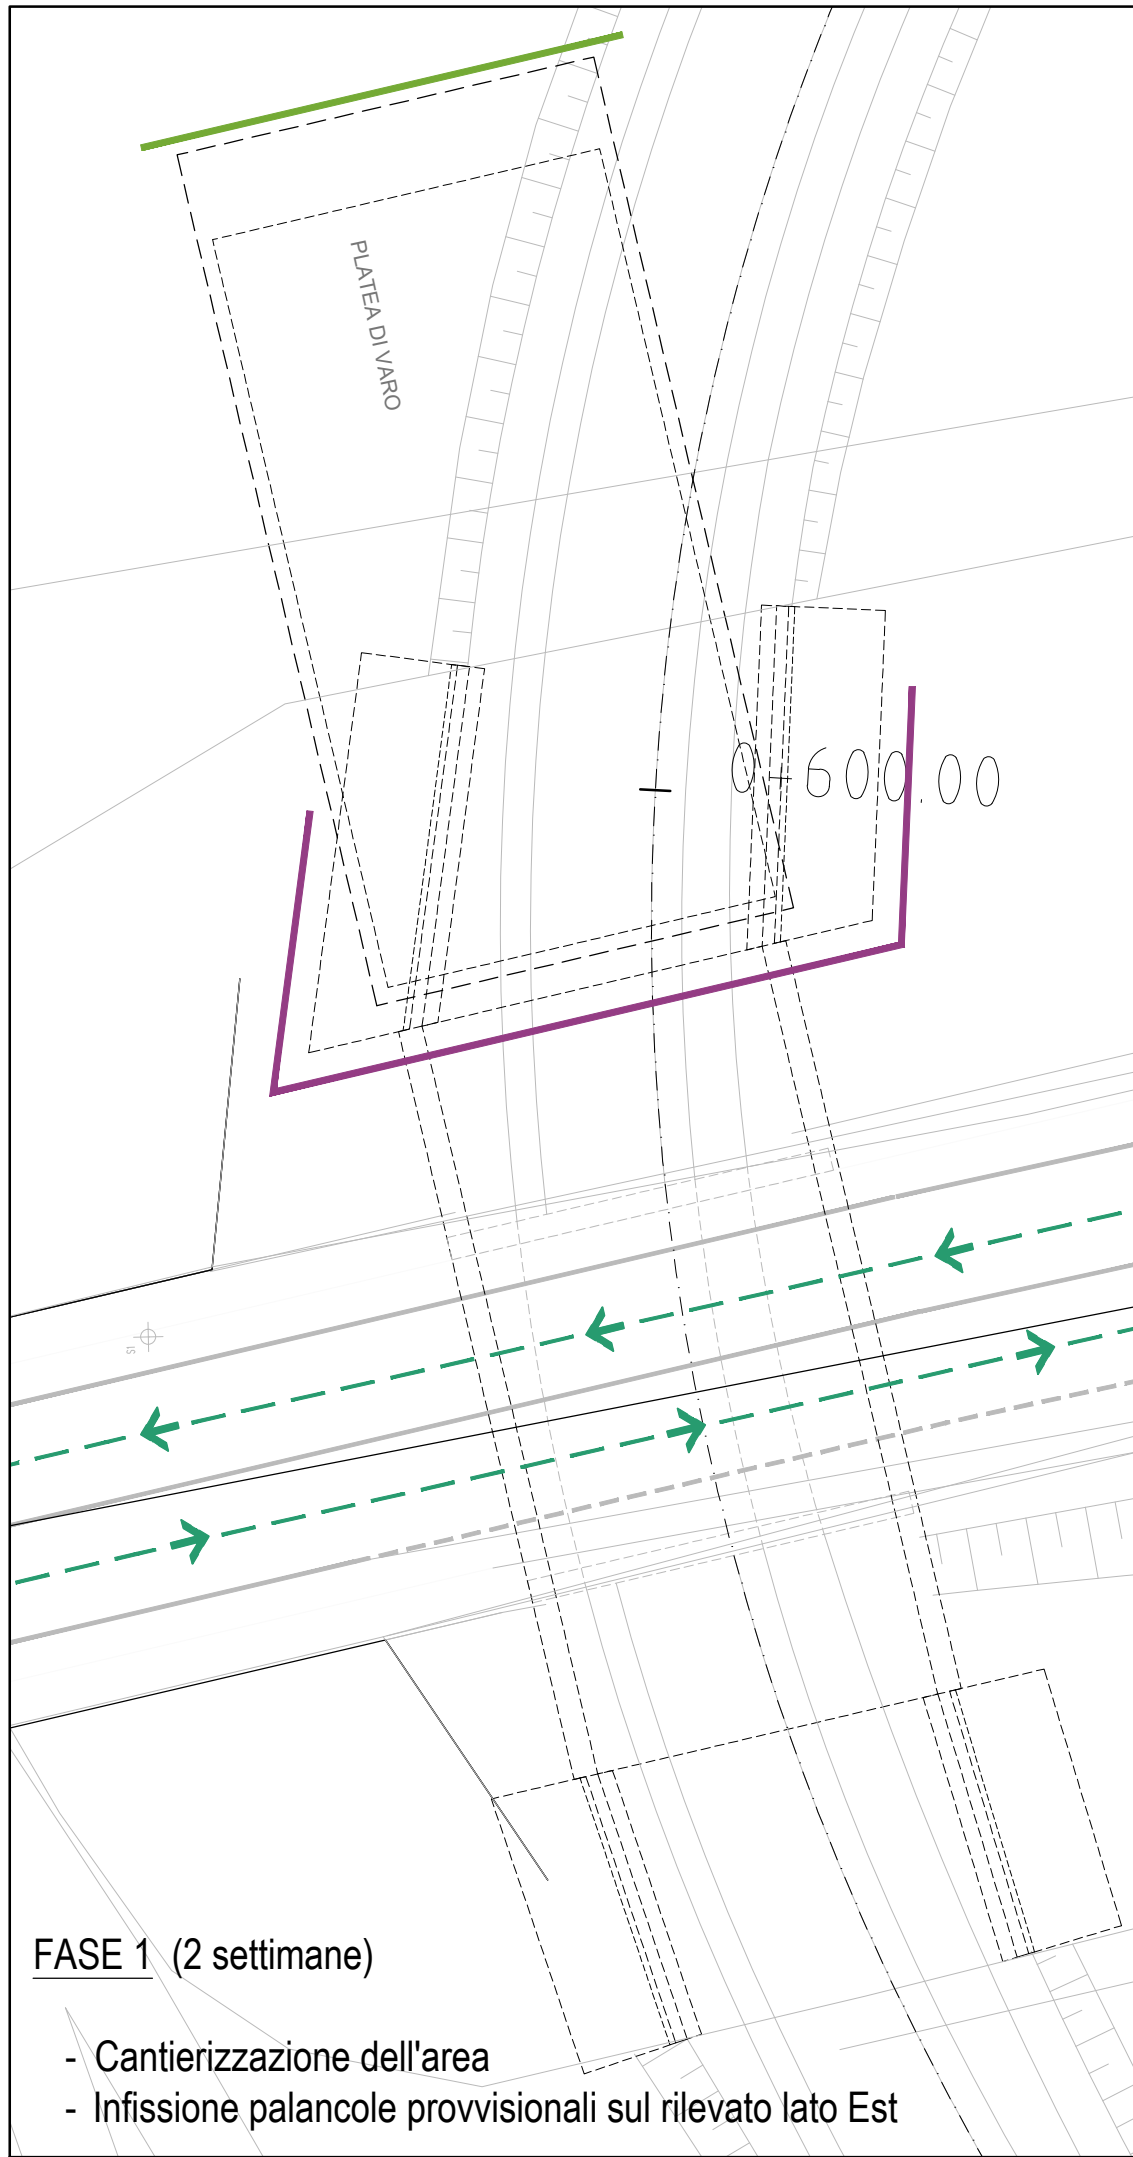 PLATEA DI VARO
0+600.00
IS
FASE 1 (2 settimane)
- Cantierizzazione dell'area
- Infissione palancole provvisionali sul rilevato lato Est